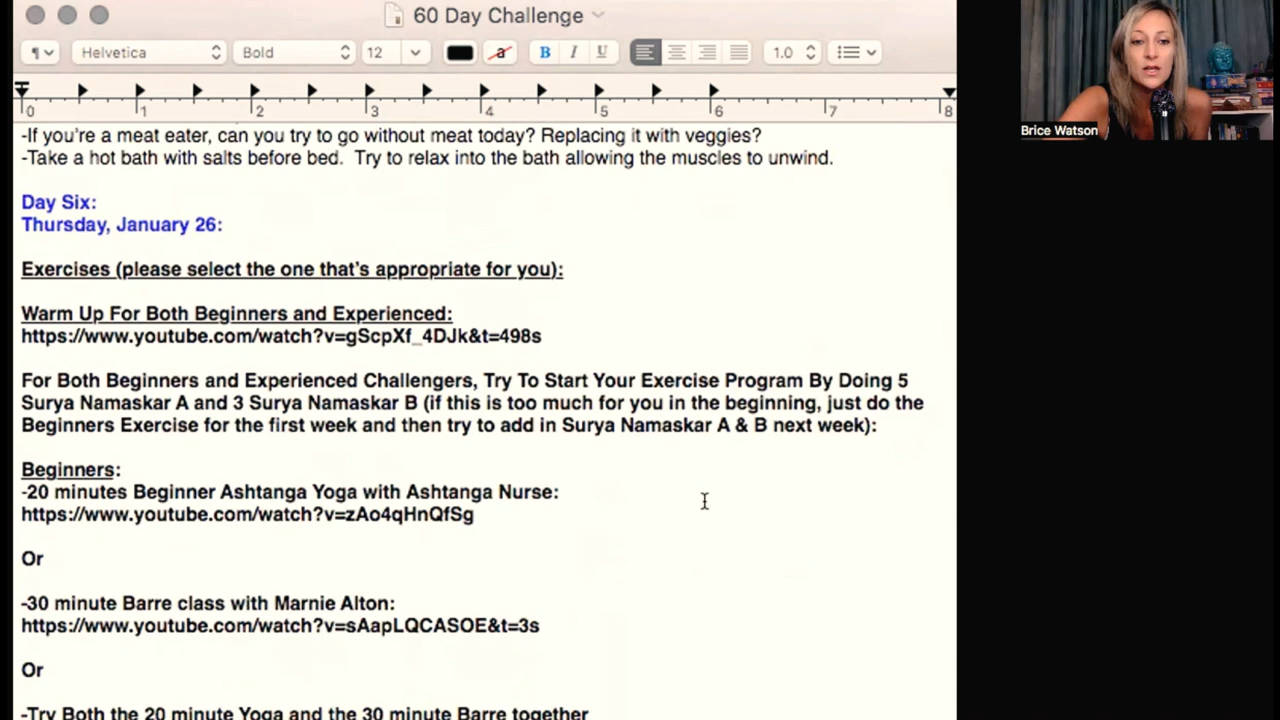 60 Day Challenge
¶ Helvetica Bold 12 a B I U 1.0
0 1 2 3 4 5 6 7 8
-If you're a meat eater, can you try to go without meat today? Replacing it with veggies?
-Take a hot bath with salts before bed. Try to relax into the bath allowing the muscles to unwind.
Day Six:
Thursday, January 26:
Exercises (please select the one that's appropriate for you):
Warm Up For Both Beginners and Experienced:
https://www.youtube.com/watch?v=gScpXf_4DJk&t=498s
For Both Beginners and Experienced Challengers, Try To Start Your Exercise Program By Doing 5
Surya Namaskar A and 3 Surya Namaskar B (if this is too much for you in the beginning, just do the
Beginners Exercise for the first week and then try to add in Surya Namaskar A & B next week):
Beginners:
-20 minutes Beginner Ashtanga Yoga with Ashtanga Nurse:
https://www.youtube.com/watch?v=zAo4qHnQfSg
Or
-30 minute Barre class with Marnie Alton:
https://www.youtube.com/watch?v=sAapLQCASOE&t=3s
Or
-Try Both the 20 minute Yoga and the 30 minute Barre together
Brice Watson